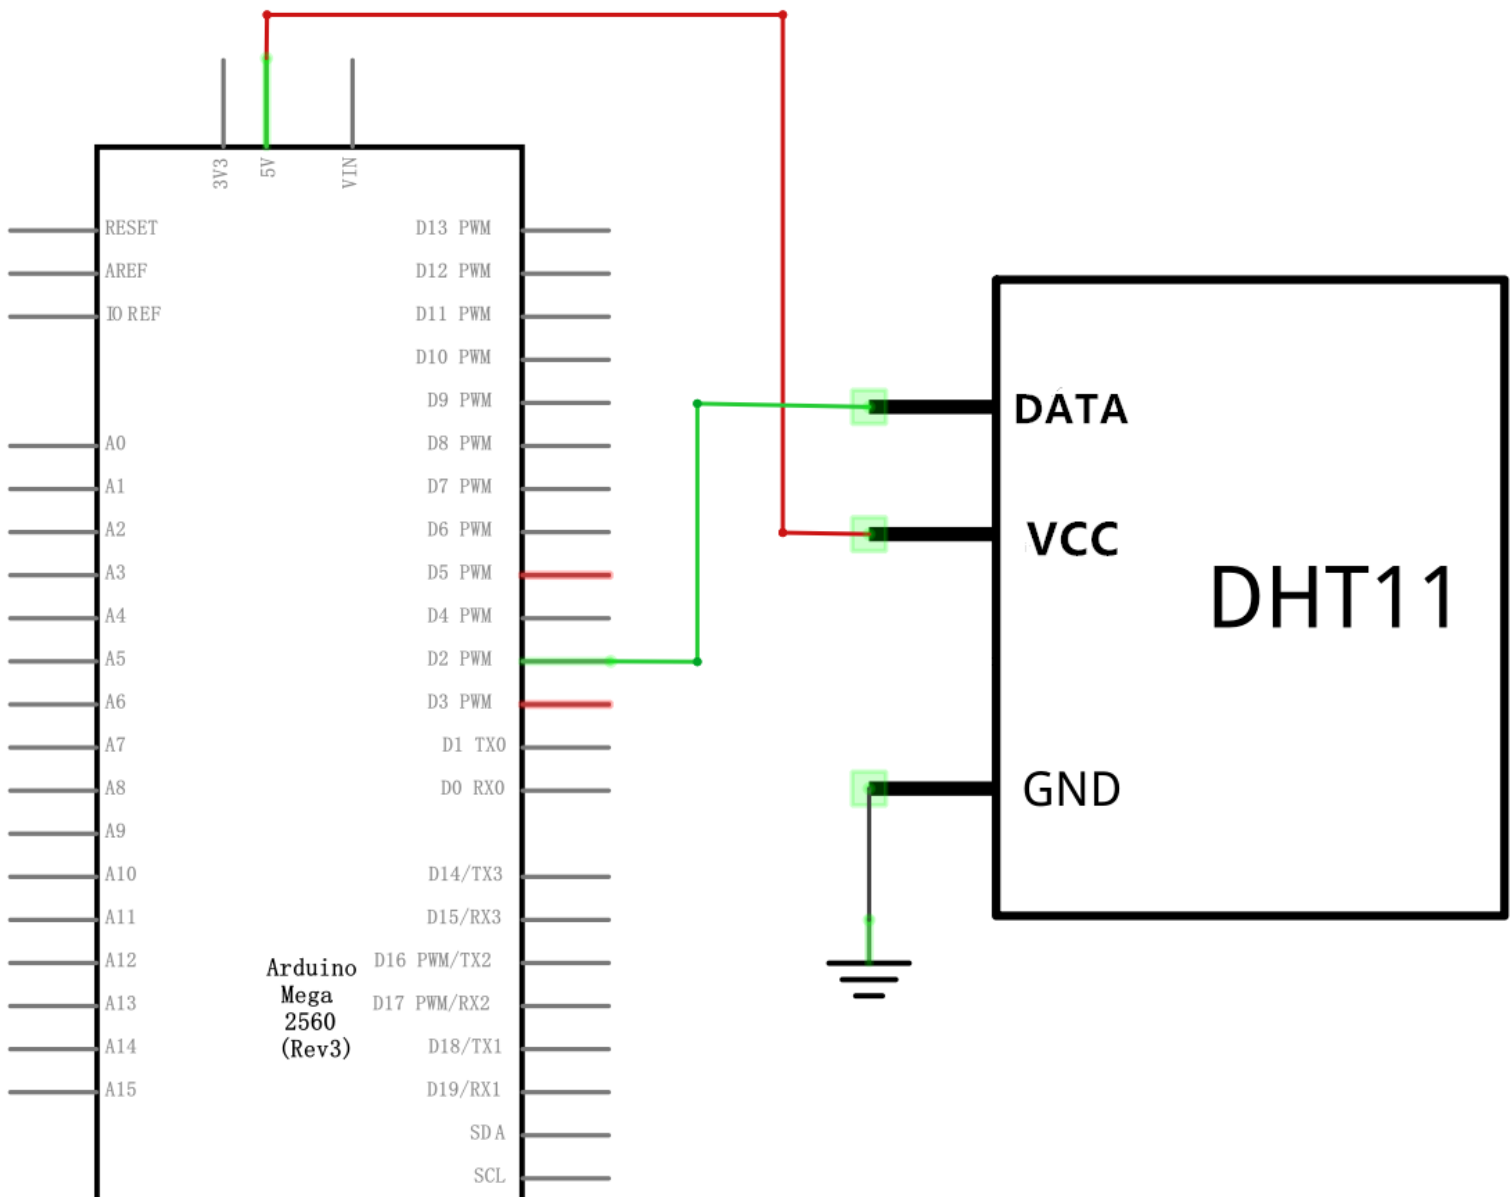 3V3
5V
VIN
RESET
AREF
IO REF
A0
A1
A2
A3
A4
A5
A6
A7
A8
A9
A10
A11
A12
A13
A14
A15
D13 PWM
D12 PWM
D11 PWM
D10 PWM
D9 PWM
D8 PWM
D7 PWM
D6 PWM
D5 PWM
D4 PWM
D2 PWM
D3 PWM
D1 TX0
D0 RX0
D14/TX3
D15/RX3
D16 PWM/TX2
D17 PWM/RX2
D18/TX1
D19/RX1
SDA
SCL
Arduino
Mega
2560
(Rev3)
DATA
VCC
DHT11
GND